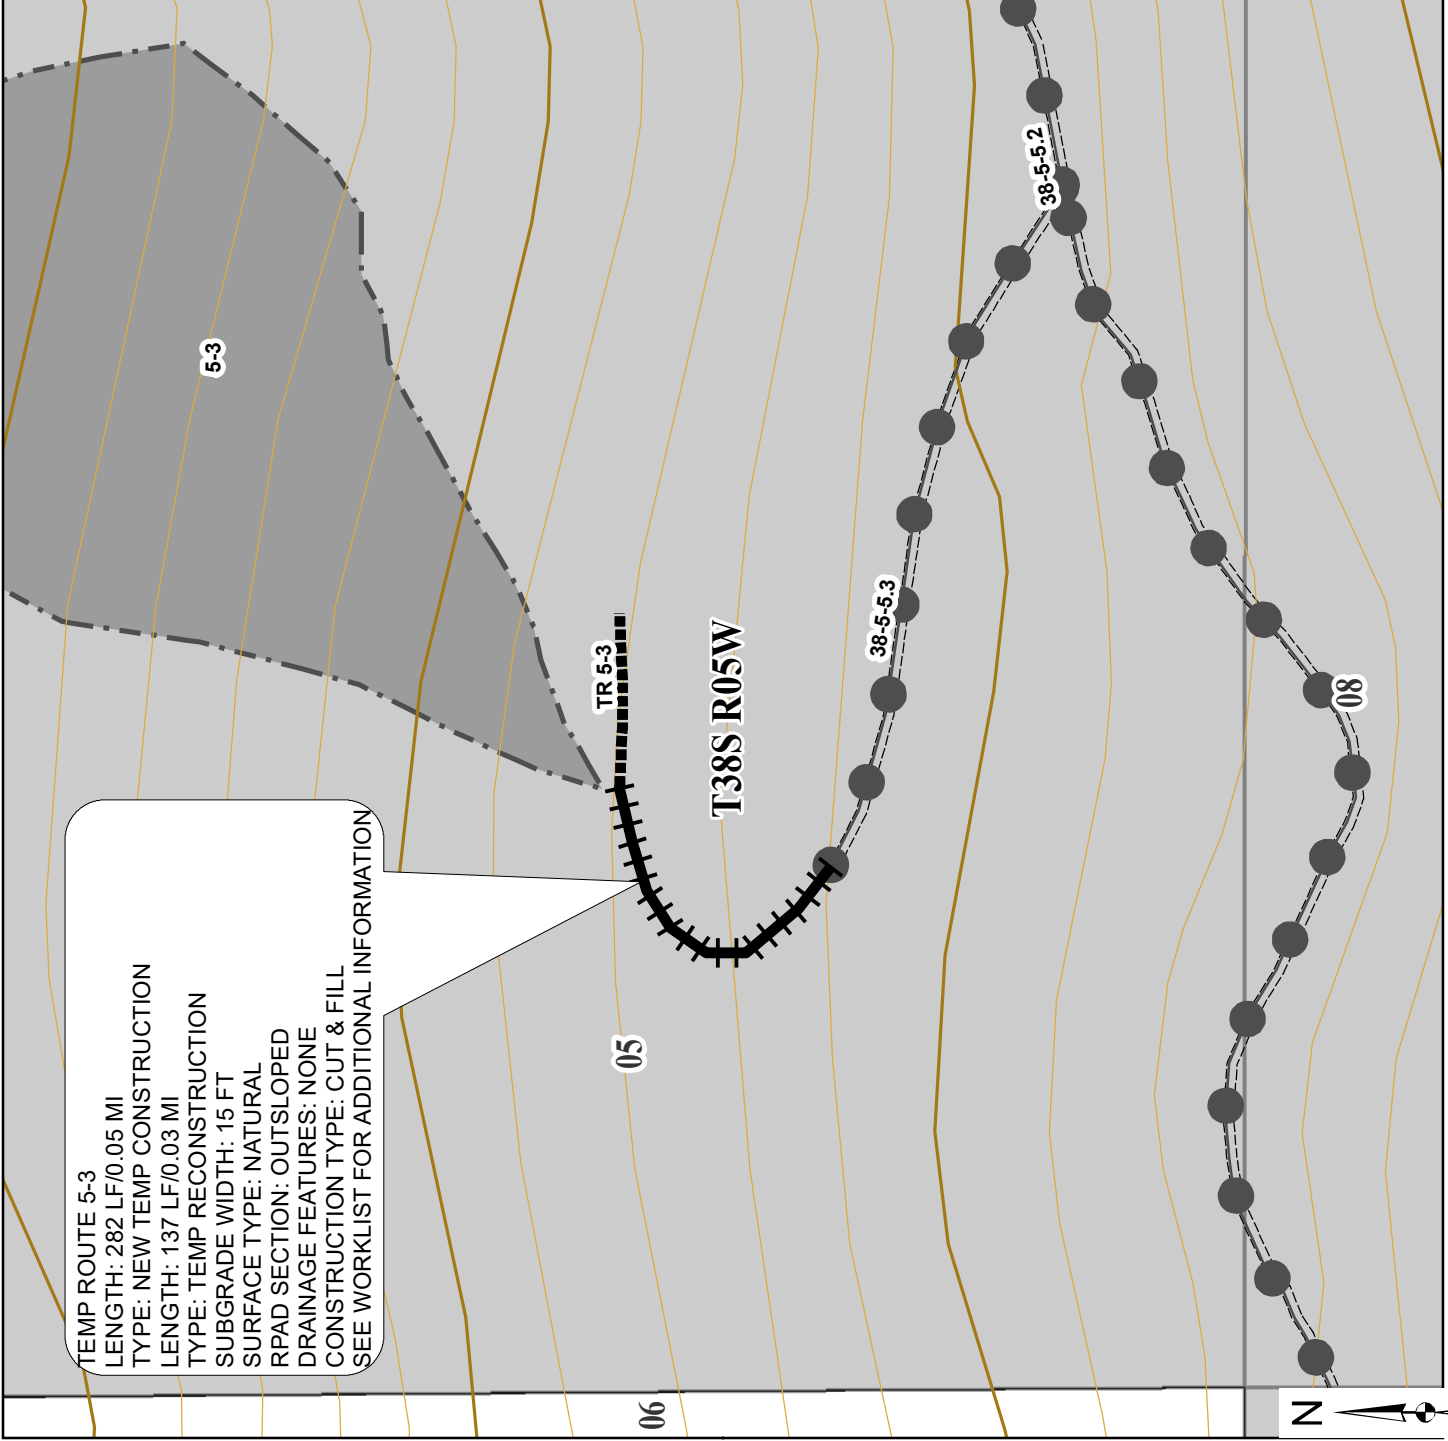 TEMP ROUTE 5-3
LENGTH: 282 LF/0.05 MI
TYPE: NEW TEMP CONSTRUCTION
LENGTH: 137 LF/0.03 MI
TYPE: TEMP RECONSTRUCTION
SUBGRADE WIDTH: 15 FT
SURFACE TYPE: NATURAL
RPAD SECTION: OUTSLOPED
DRAINAGE FEATURES: NONE
CONSTRUCTION TYPE: CUT & FILL
SEE WORKLIST FOR ADDITIONAL INFORMATION
5-3
TR 5-3
T38S R05W
38-5-5.3
38-5-5.2
05
06
08
N